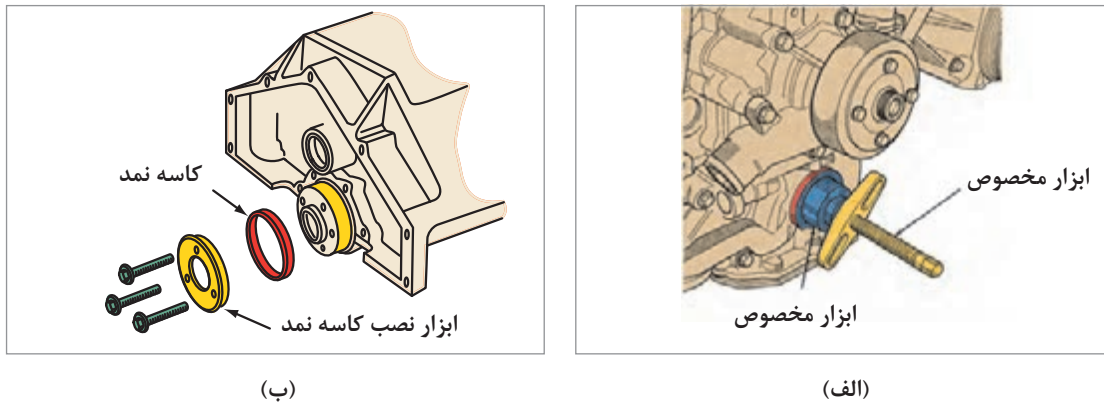 ابزار مخصوص
ابزار مخصوص
(الف)
کاسه نمد
ابزار نصب کاسه نمد
(ب)